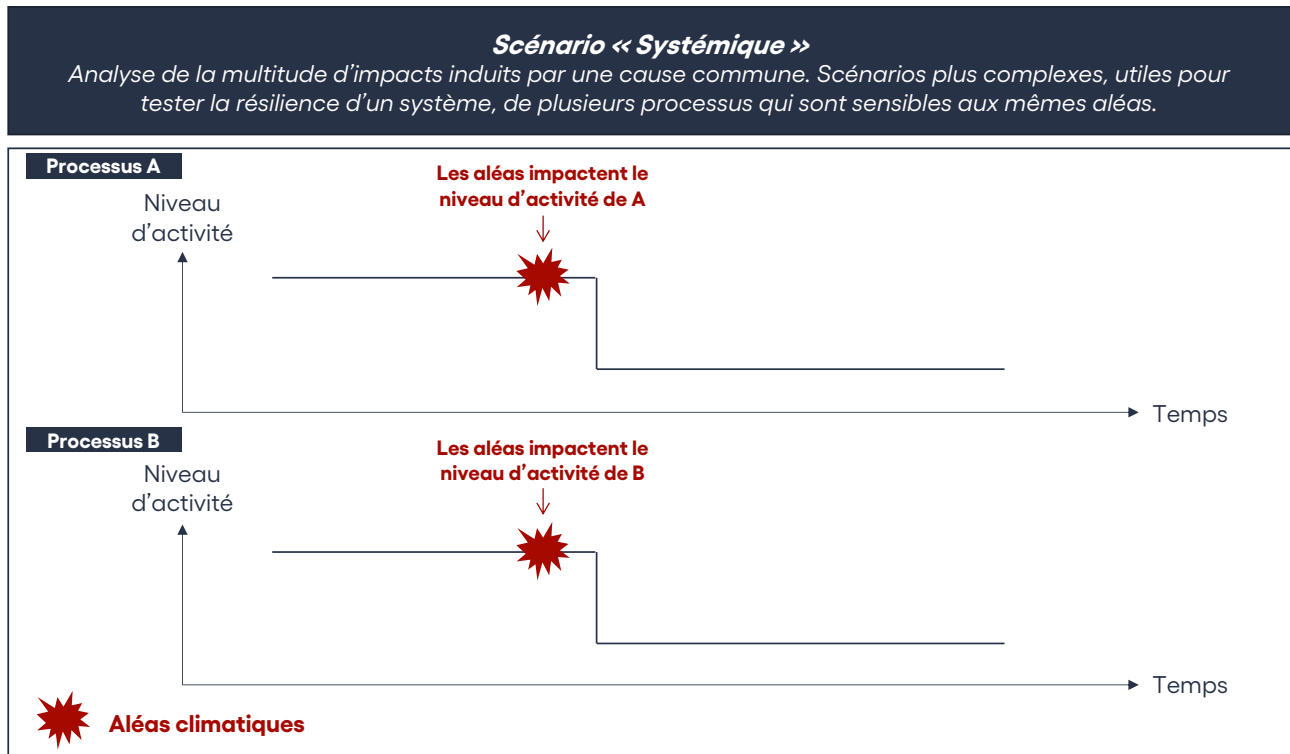 Scénario « Systémique »
Analyse de la multitude d’impacts induits par une cause commune. Scénarios plus complexes, utiles pour
tester la résilience d’un système, de plusieurs processus qui sont sensibles aux mêmes aléas.
Processus A
Les aléas impactent le
niveau d’activité de A
Niveau
d’activité
Temps
Processus B
Les aléas impactent le
niveau d’activité de B
Niveau
d’activité
Temps
Aléas climatiques